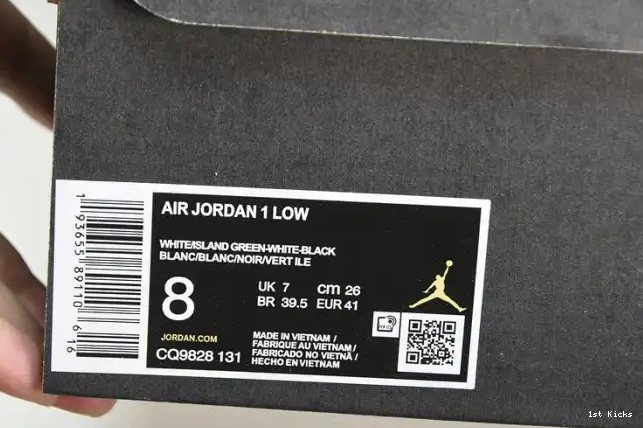 AIR JORDAN 1 LOW
WHITE/ISLAND GREEN-WHITE-BLACK
BLANC/BLANC/NOIR/VERT ILE
8
UK 7 cm 26
BR 39.5 EUR 41
JORDAN.COM
CQ9828 131
MADE IN VIETNAM /
FABRIQUE AU VIETNAM /
FABRICADO NO VIETNÃ /
HECHO EN VIETNAM
1 93655 89110 6 16
1st Kicks